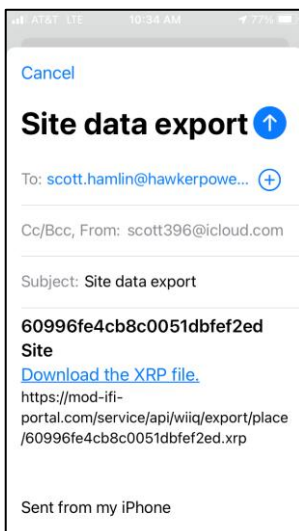 AT&T LTE 10:34 AM 77%
Cancel
Site data export
To: scott.hamlin@hawkerpowe...
Cc/Bcc, From: scott396@icloud.com
Subject: Site data export
60996fe4cb8c0051dbfef2ed
Site
Download the XRP file.
https://mod-ifi-
portal.com/service/api/wiiq/export/place
/60996fe4cb8c0051dbfef2ed.xrp
Sent from my iPhone